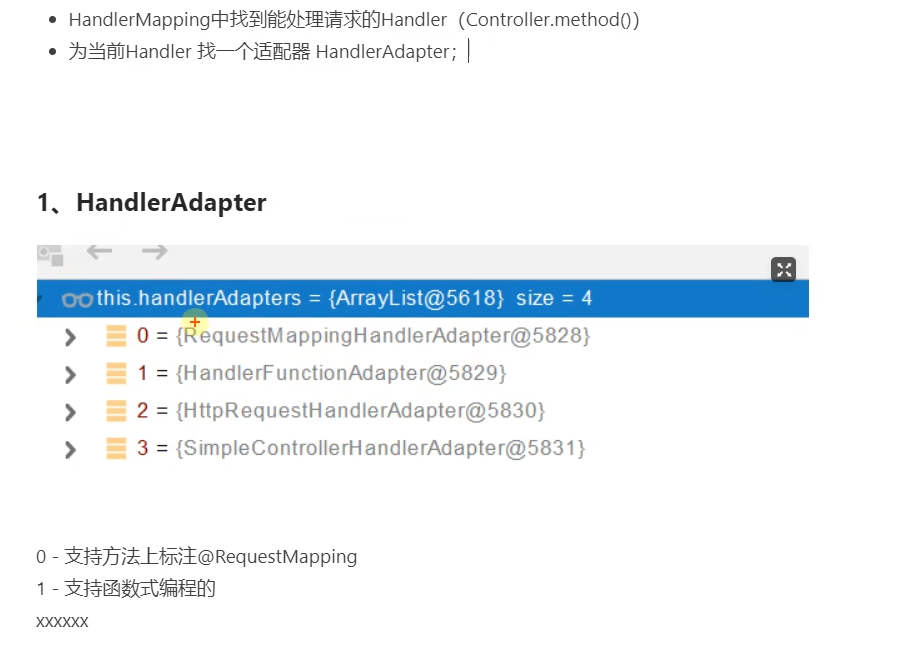 HandlerMapping中找到能处理请求的Handler（Controller.method()）
为当前Handler 找一个适配器 HandlerAdapter；
1、HandlerAdapter
this.handlerAdapters = {ArrayList@5618} size = 4
0 = {RequestMappingHandlerAdapter@5828}
1 = {HandlerFunctionAdapter@5829}
2 = {HttpRequestHandlerAdapter@5830}
3 = {SimpleControllerHandlerAdapter@5831}
0 - 支持方法上标注@RequestMapping
1 - 支持函数式编程的
xxxxxx